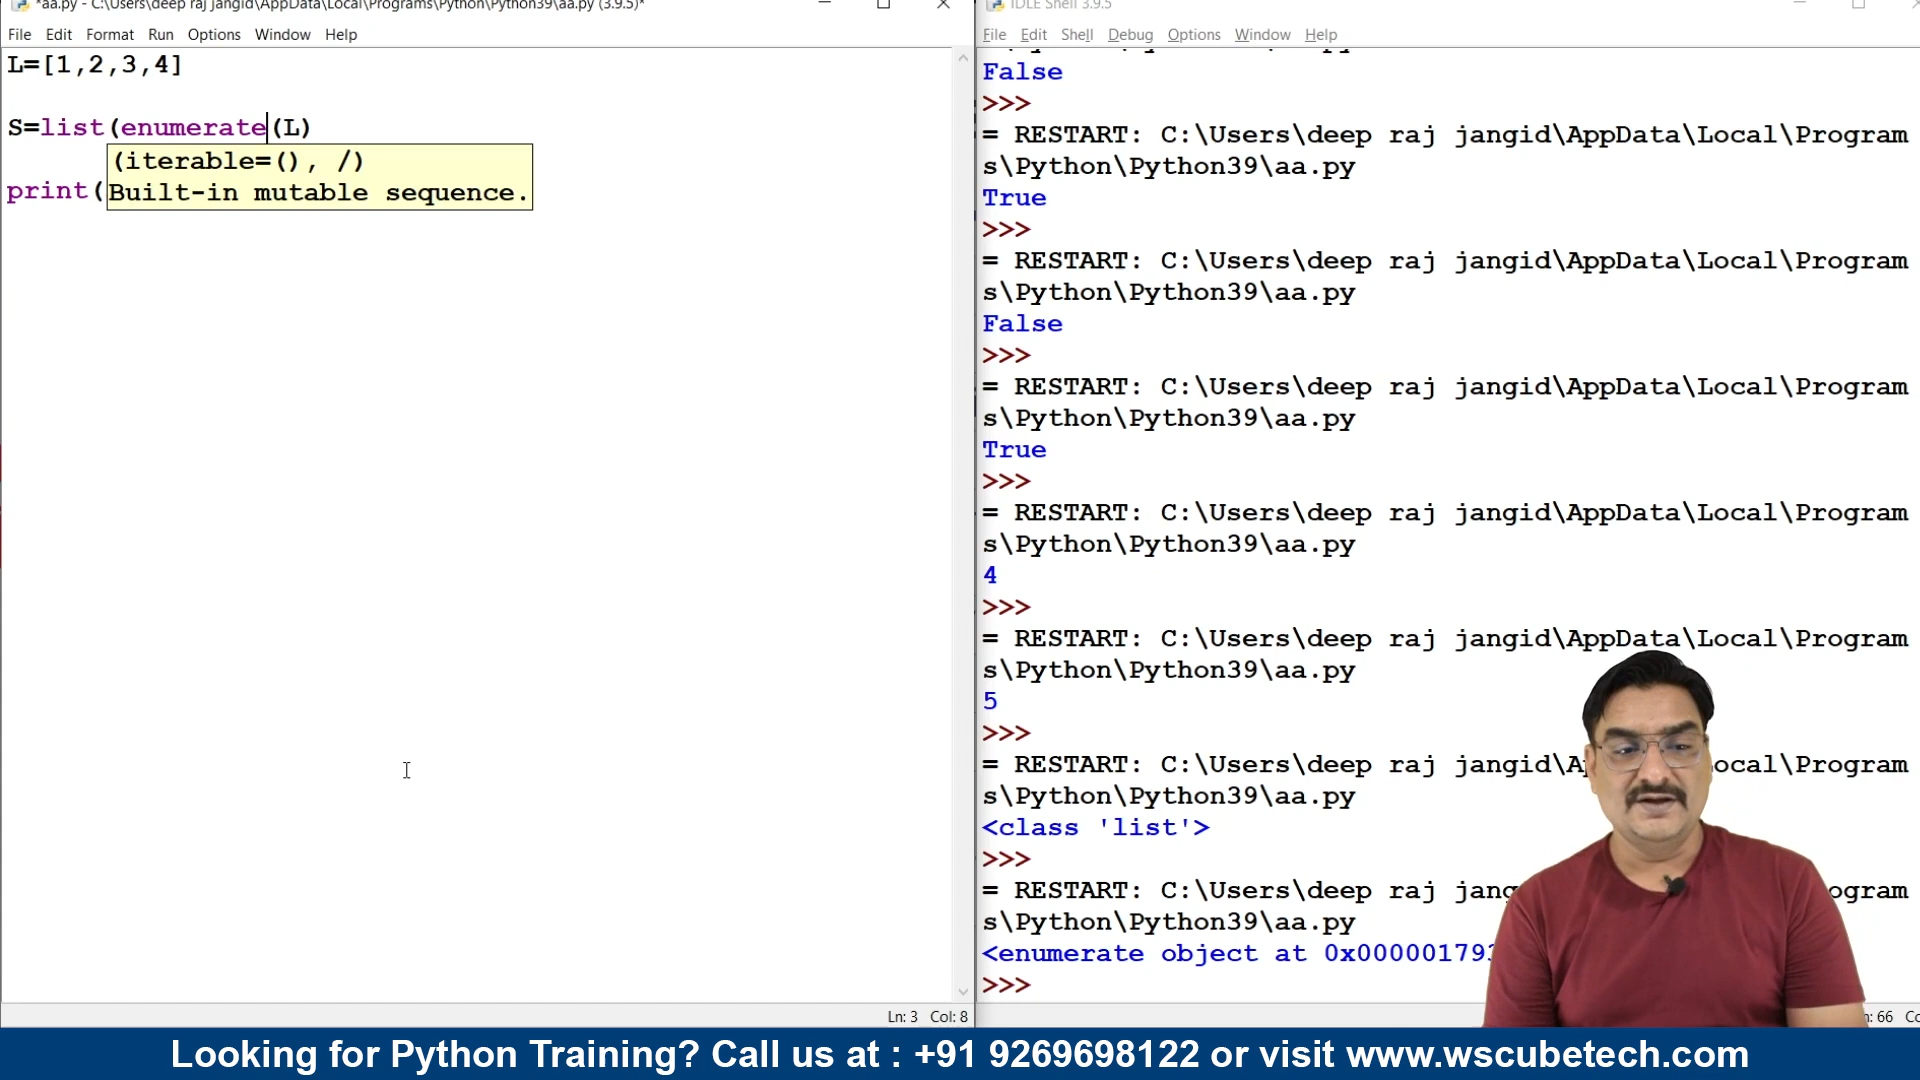 *aa.py - C:\Users\deep raj jangid\AppData\Local\Programs\Python\Python39\aa.py (3.9.5)*
File Edit Format Run Options Window Help
L=[1,2,3,4]
S=list(enumerate(L)
(iterable=(), /)
print(
Built-in mutable sequence.
Ln: 3 Col: 8
IDLE Shell 3.9.5
File Edit Shell Debug Options Window Help
False
>>>
= RESTART: C:\Users\deep raj jangid\AppData\Local\Program
s\Python\Python39\aa.py
True
>>>
= RESTART: C:\Users\deep raj jangid\AppData\Local\Program
s\Python\Python39\aa.py
False
>>>
= RESTART: C:\Users\deep raj jangid\AppData\Local\Program
s\Python\Python39\aa.py
True
>>>
= RESTART: C:\Users\deep raj jangid\AppData\Local\Program
s\Python\Python39\aa.py
4
>>>
= RESTART: C:\Users\deep raj jangid\AppData\Local\Program
s\Python\Python39\aa.py
5
>>>
= RESTART: C:\Users\deep raj jangid\A ocal\Program
s\Python\Python39\aa.py
<class 'list'>
>>>
= RESTART: C:\Users\deep raj jang ogram
s\Python\Python39\aa.py
<enumerate object at 0x00000179
>>>
: 66 Co
Looking for Python Training? Call us at : +91 9269698122 or visit www.wscubetech.com